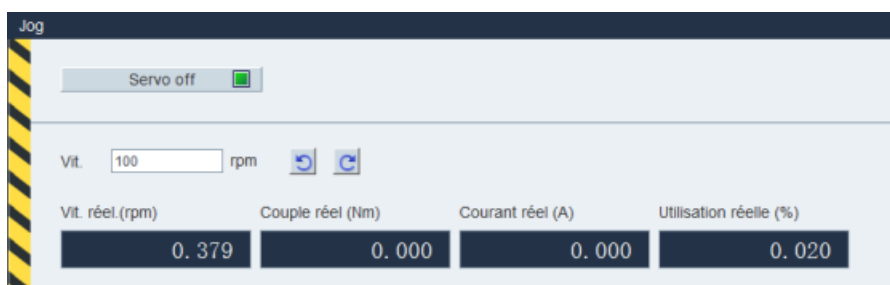 Jog
Servo off
Vit. 100 rpm
Vit. réel.(rpm) Couple réel (Nm) Courant réel (A) Utilisation réelle (%)
0.379 0.000 0.000 0.020